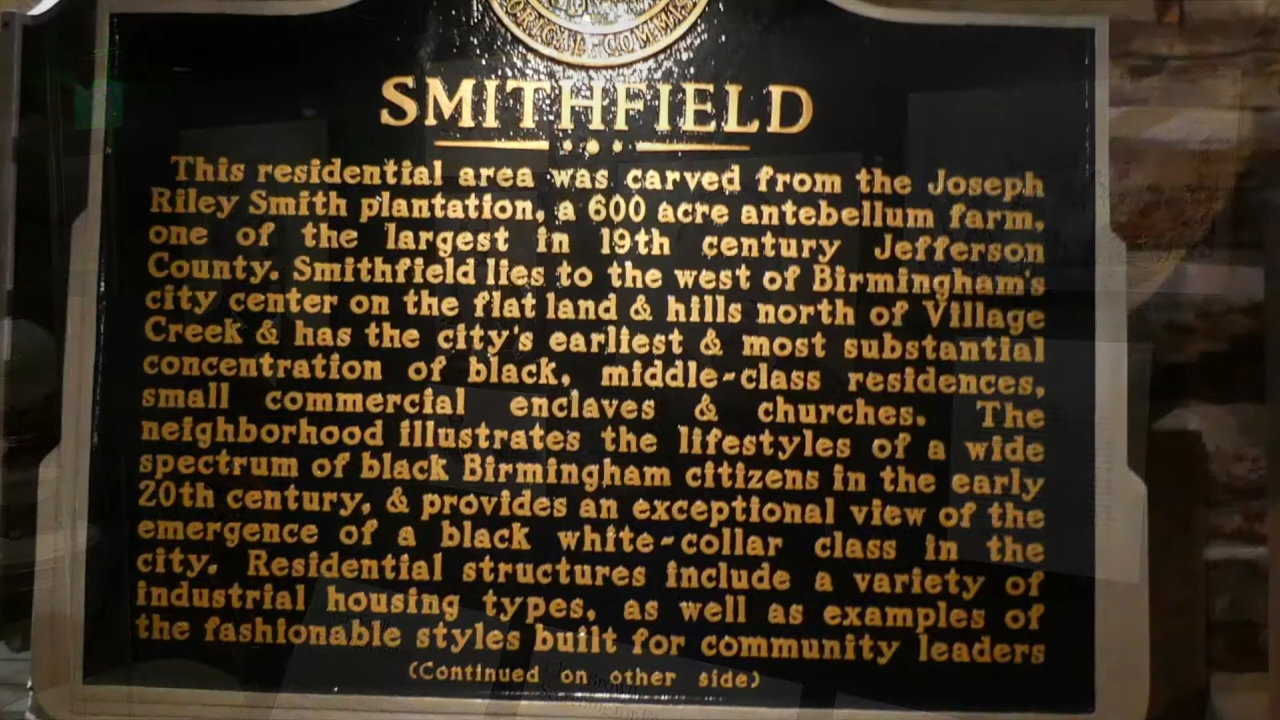 ORICAL COMMIS
SMITHFIELD
This residential area was carved from the Joseph
Riley Smith plantation, a 600 acre antebellum farm,
one of the largest in 19th century Jefferson
County. Smithfield lies to the west of Birmingham's
city center on the flat land & hills north of Village
Creek & has the city's earliest & most substantial
concentration of black, middle-class residences,
small commercial enclaves & churches. The
neighborhood illustrates the lifestyles of a wide
spectrum of black Birmingham citizens in the early
20th century, & provides an exceptional view of the
emergence of a black white-collar class in the
city. Residential structures include a variety of
industrial housing types, as well as examples of
the fashionable styles built for community leaders
(Continued on other side)